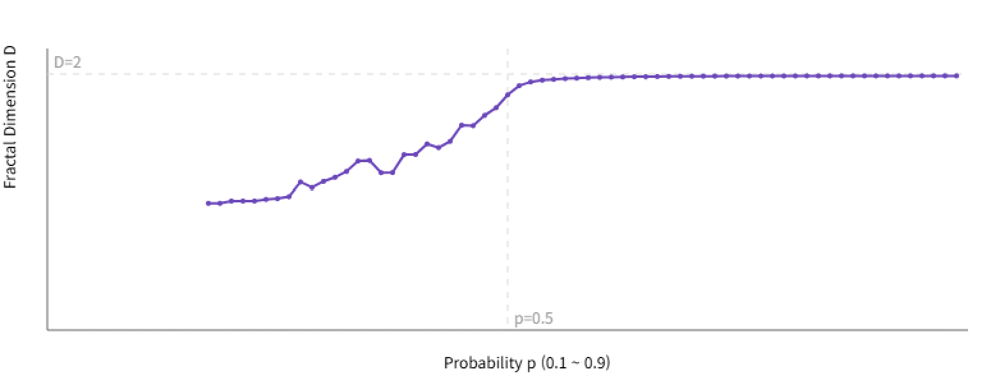 Fractal Dimension D
D=2
p=0.5
Probability p (0.1 ~ 0.9)